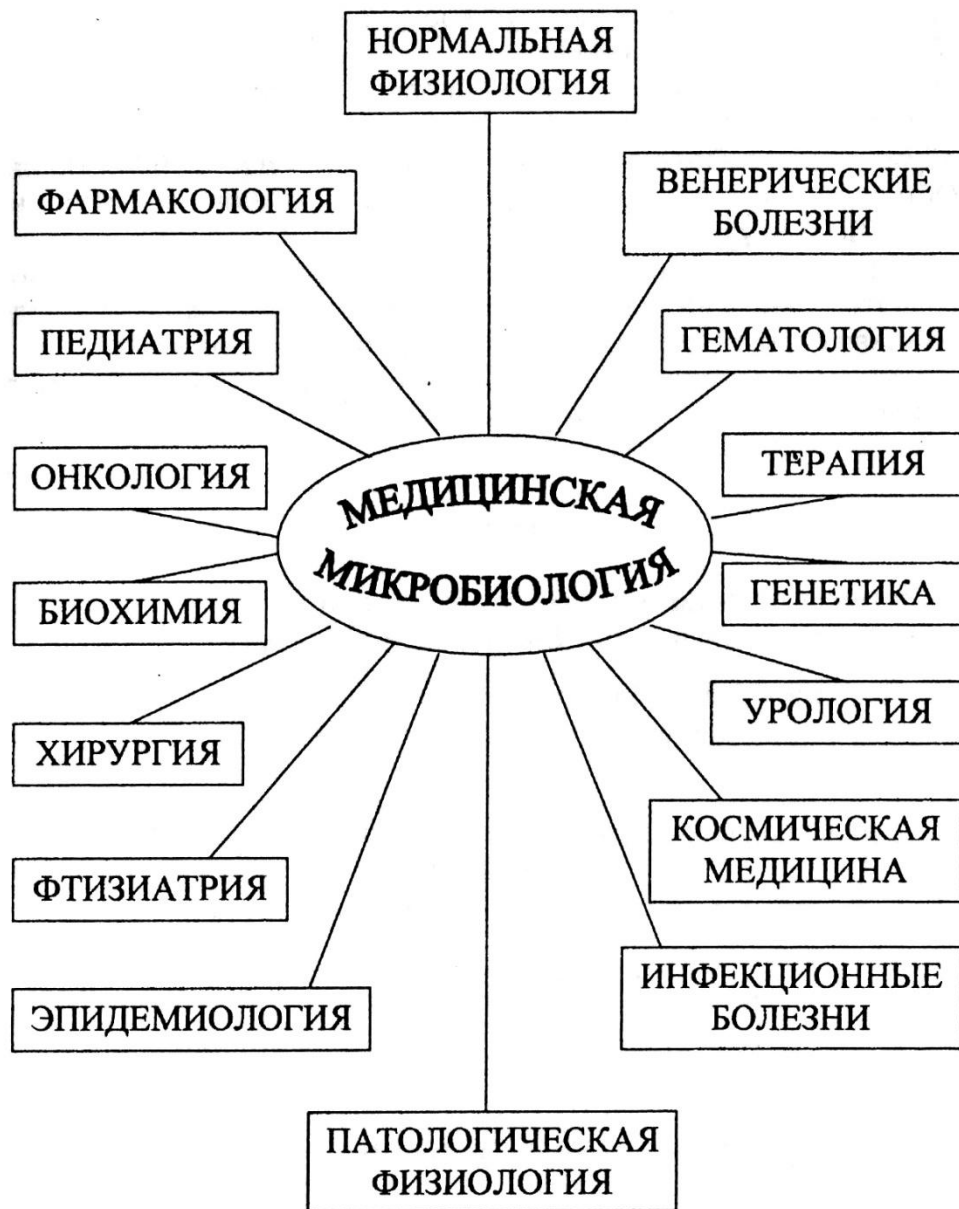 НОРМАЛЬНАЯ
ФИЗИОЛОГИЯ
ФАРМАКОЛОГИЯ
ВЕНЕРИЧЕСКИЕ
БОЛЕЗНИ
ПЕДИАТРИЯ
ГЕМАТОЛОГИЯ
ОНКОЛОГИЯ
ТЕРАПИЯ
МЕДИЦИНСКАЯ
МИКРОБИОЛОГИЯ
БИОХИМИЯ
ГЕНЕТИКА
ХИРУРГИЯ
УРОЛОГИЯ
ФТИЗИАТРИЯ
КОСМИЧЕСКАЯ
МЕДИЦИНА
ЭПИДЕМИОЛОГИЯ
ИНФЕКЦИОННЫЕ
БОЛЕЗНИ
ПАТОЛОГИЧЕСКАЯ
ФИЗИОЛОГИЯ